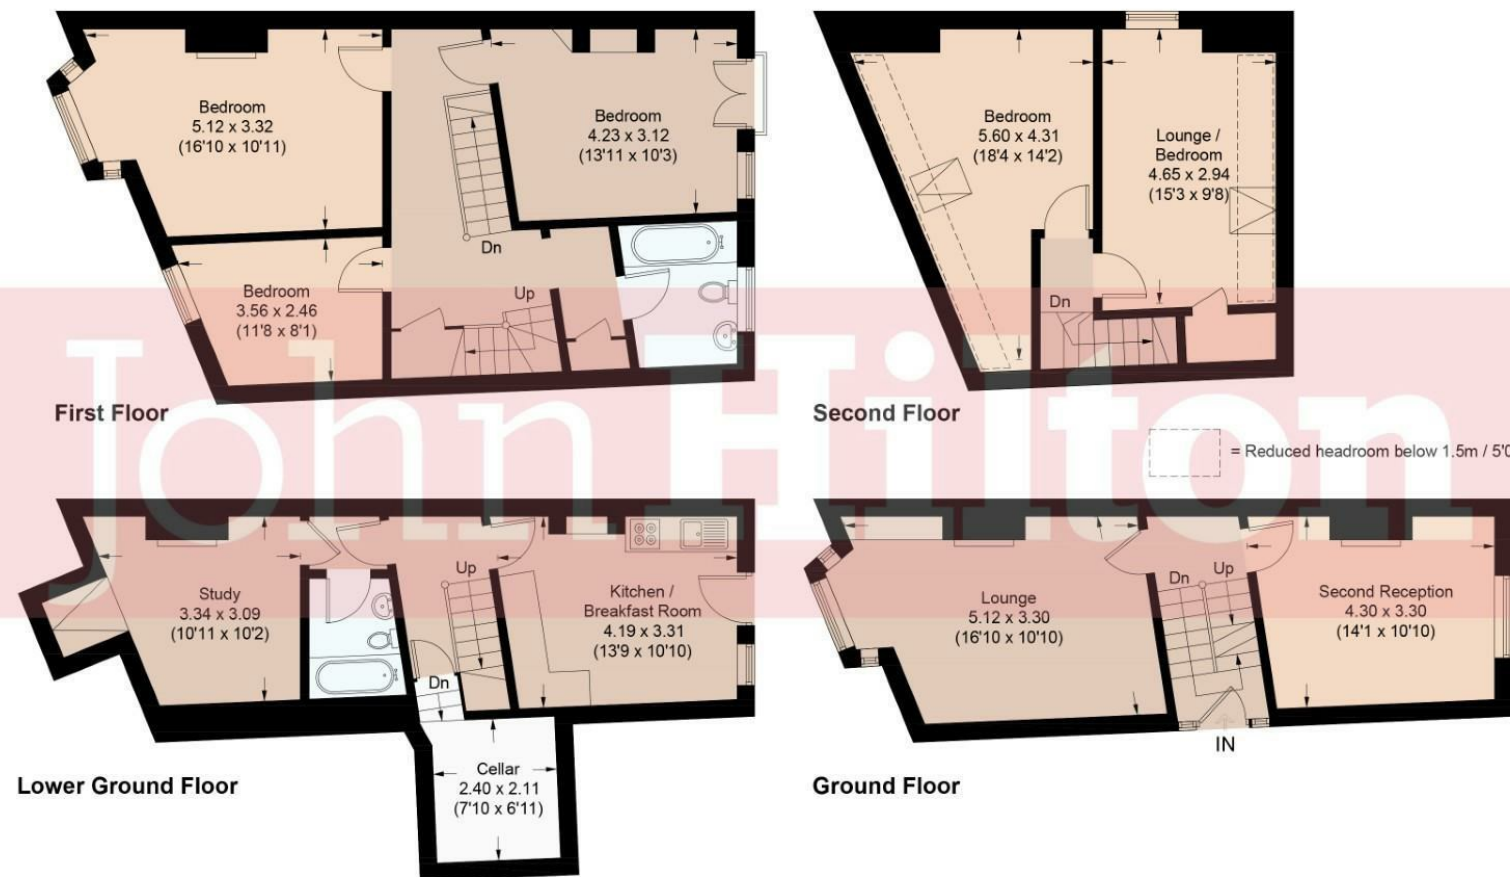 Bedroom
5.12 x 3.32
(16'10 x 10'11)
Bedroom
4.23 x 3.12
(13'11 x 10'3)
Dn
Bedroom
3.56 x 2.46
(11'8 x 8'1)
Up
First Floor
Bedroom
5.60 x 4.31
(18'4 x 14'2)
Lounge /
Bedroom
4.65 x 2.94
(15'3 x 9'8)
Dn
Second Floor
= Reduced headroom below 1.5m / 5'0
John Hilton
Study
3.34 x 3.09
(10'11 x 10'2)
Up
Kitchen /
Breakfast Room
4.19 x 3.31
(13'9 x 10'10)
Dn
Cellar
2.40 x 2.11
(7'10 x 6'11)
Lower Ground Floor
Lounge
5.12 x 3.30
(16'10 x 10'10)
Dn
Up
Second Reception
4.30 x 3.30
(14'1 x 10'10)
IN
Ground Floor